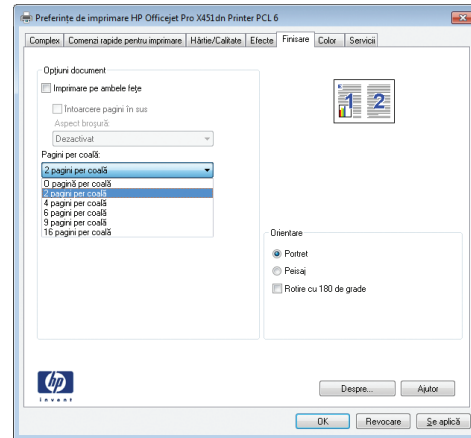 Preferințe de imprimare HP Officejet Pro X451dn Printer PCL 6
Complex Comenzi rapide pentru imprimare Hârtie/Calitate Efecte Finisare Color Servicii
Opțiuni document
Imprimare pe ambele fețe
Întoarcere pagini în sus
Aspect broșură:
Dezactivat
Pagini per coală:
2 pagini per coală
O pagină per coală
2 pagini per coală
4 pagini per coală
6 pagini per coală
9 pagini per coală
16 pagini per coală
1 2
Orientare
Portret
Peisaj
Rotire cu 180 de grade
hp
invent
Despre... Ajutor
OK Revocare Se aplică